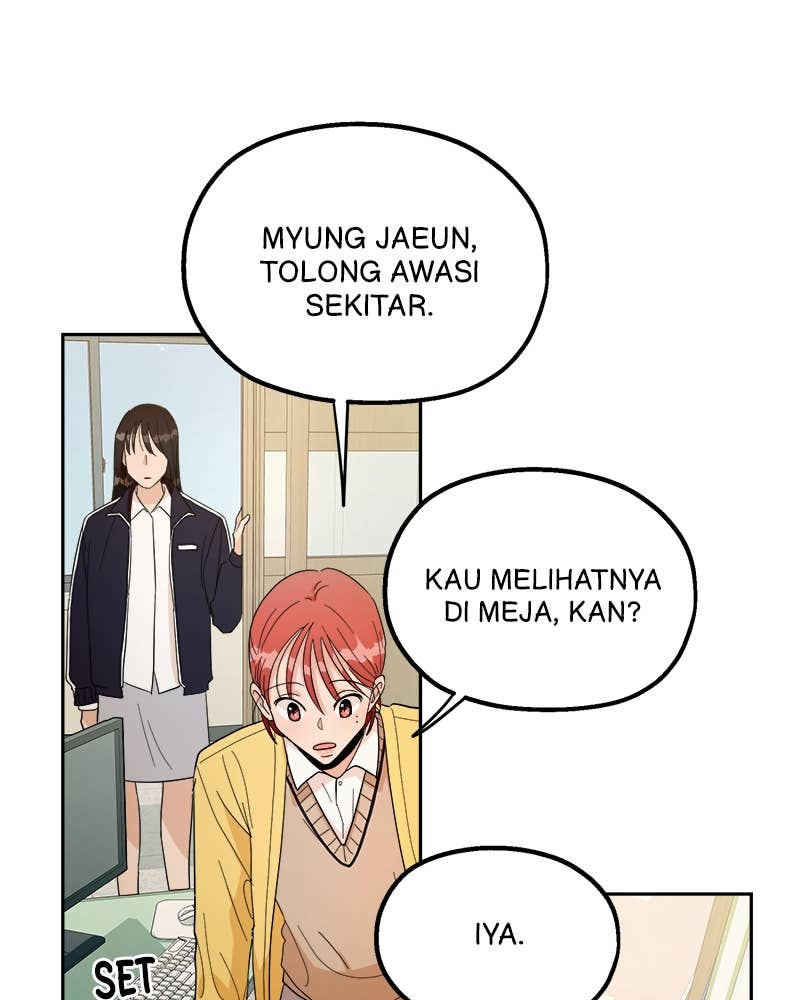 MYUNG JAEUN,
TOLONG AWASI
SEKITAR.
KAU MELIHATNYA
DI MEJA, KAN?
IYA.
SET